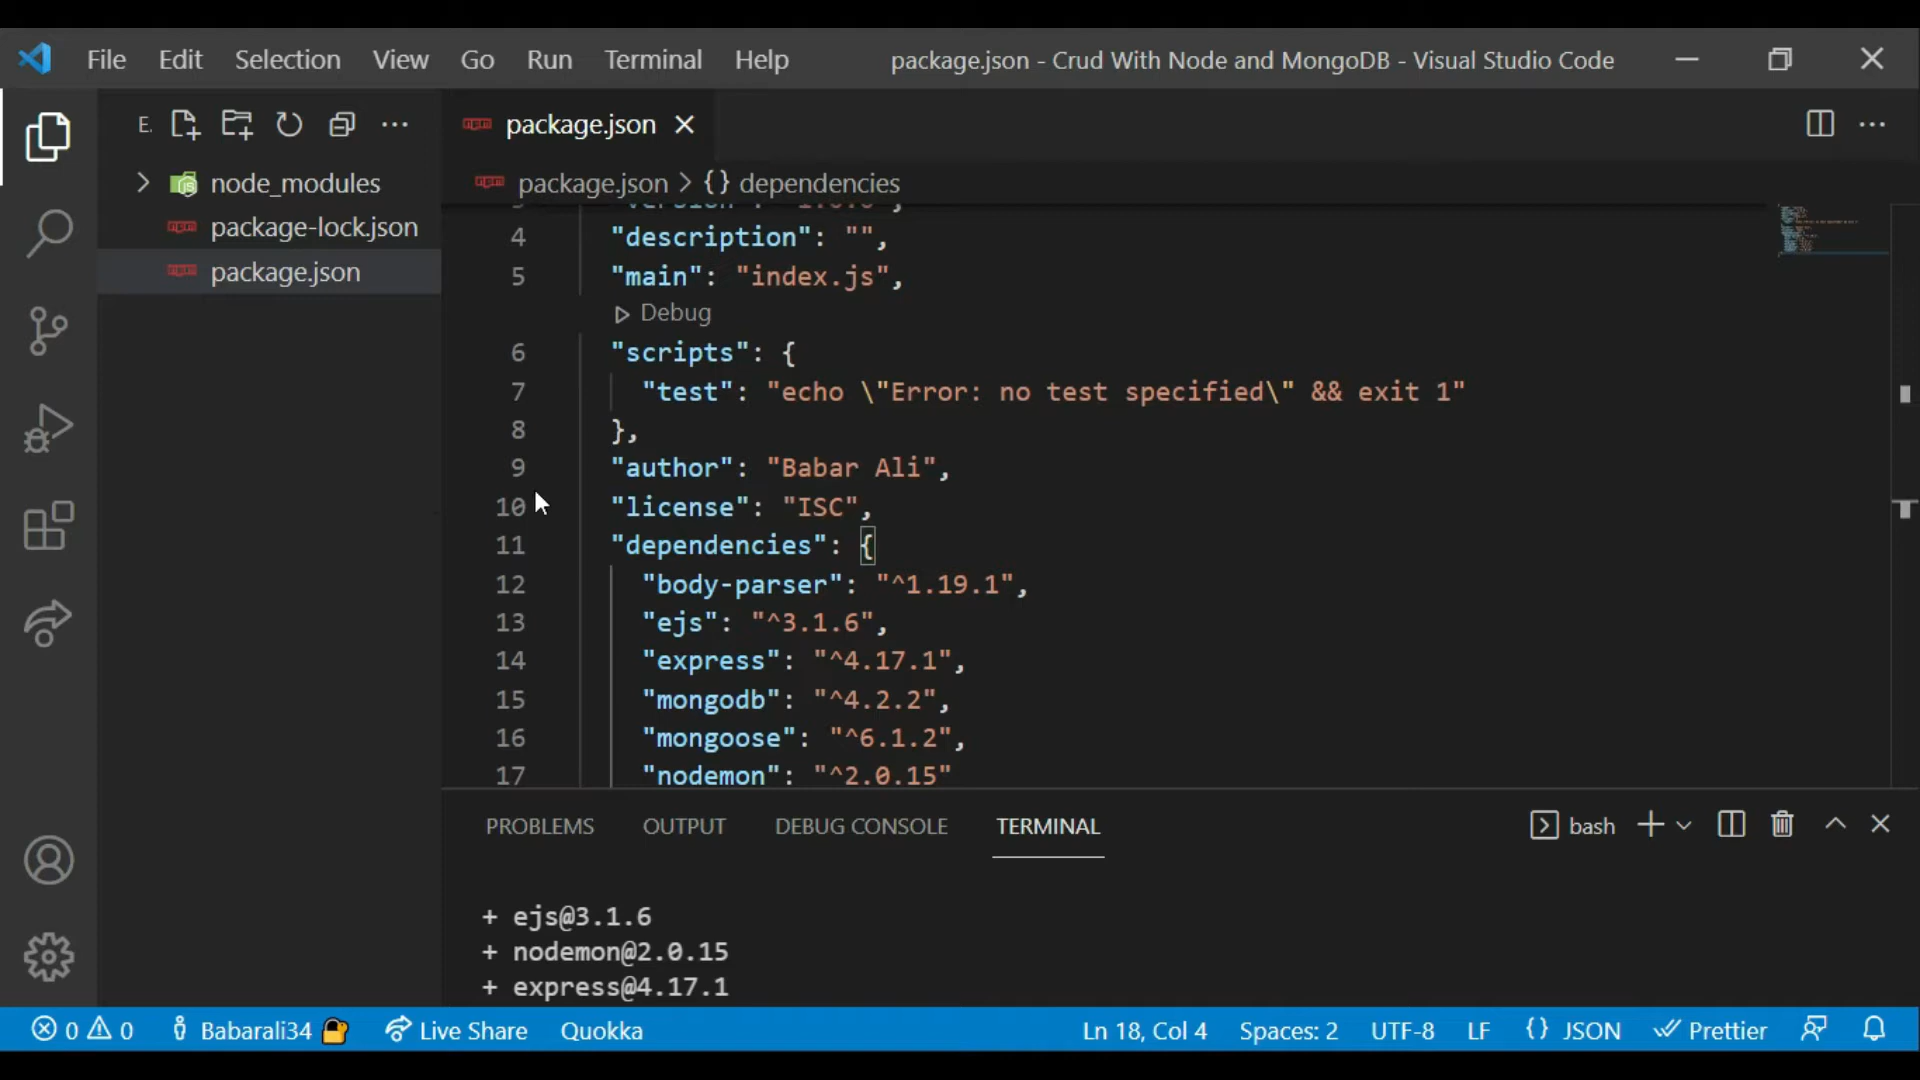 File Edit Selection View Go Run Terminal Help package.json - Crud With Node and MongoDB - Visual Studio Code
E.
package.json
node_modules
package-lock.json
package.json
package.json > {} dependencies
"version": "1.0.0",
4 "description": "",
5 "main": "index.js",
Debug
6 "scripts": {
7 "test": "echo \"Error: no test specified\" && exit 1"
8 },
9 "author": "Babar Ali",
10 "license": "ISC",
11 "dependencies": {
12 "body-parser": "^1.19.1",
13 "ejs": "^3.1.6",
14 "express": "^4.17.1",
15 "mongodb": "^4.2.2",
16 "mongoose": "^6.1.2",
17 "nodemon": "^2.0.15"
PROBLEMS OUTPUT DEBUG CONSOLE TERMINAL bash
+ ejs@3.1.6
+ nodemon@2.0.15
+ express@4.17.1
0 0 Babarali34 Live Share Quokka Ln 18, Col 4 Spaces: 2 UTF-8 LF {} JSON Prettier